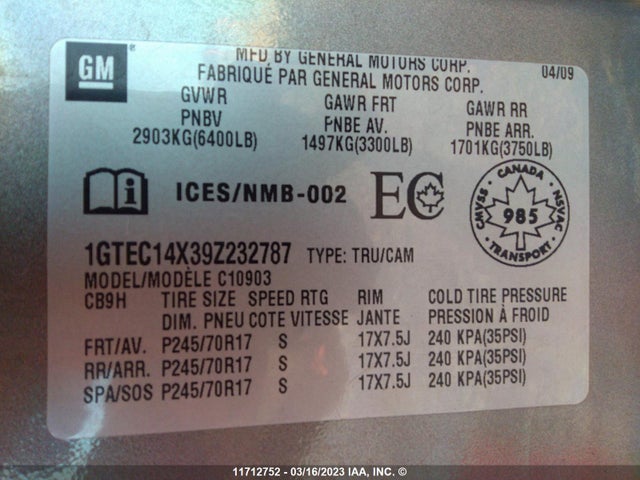 GM
MFD BY GENERAL MOTORS CORP.
FABRIQUÉ PAR GENERAL MOTORS CORP.
04/09
GVWR GAWR FRT GAWR RR
PNBV PNBE AV. PNBE ARR.
2903KG(6400LB) 1497KG(3300LB) 1701KG(3750LB)
ICES/NMB-002
EC
CANADA
CMVSS 985 NSVAC
TRANSPORT
1GTEC14X39Z232787 TYPE: TRU/CAM
MODEL/MODÈLE C10903
CB9H TIRE SIZE SPEED RTG RIM COLD TIRE PRESSURE
DIM. PNEU COTE VITESSE JANTE PRESSION À FROID
FRT/AV. P245/70R17 S 17X7.5J 240 KPA(35PSI)
RR/ARR. P245/70R17 S 17X7.5J 240 KPA(35PSI)
SPA/SOS P245/70R17 S 17X7.5J 240 KPA(35PSI)
11712752 - 03/16/2023 IAA, INC. ©